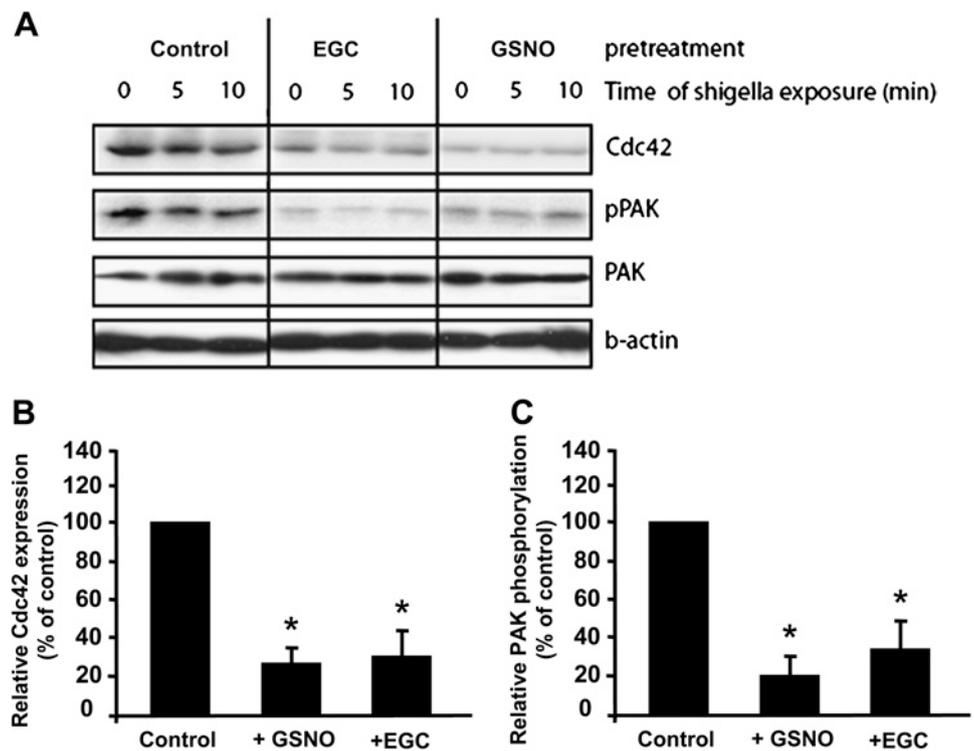 A
Control EGC GSNO pretreatment
0 5 10 0 5 10 0 5 10 Time of shigella exposure (min)
Cdc42
pPAK
PAK
b-actin
B
Relative Cdc42 expression
(% of control)
140
120
100
80
60
40
20
0
*
*
Control + GSNO +EGC
C
Relative PAK phosphorylation
(% of control)
140
120
100
80
60
40
20
0
*
*
Control + GSNO +EGC